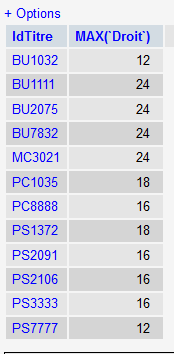 + Options
IdTitre MAX(`Droit`)
BU1032 12
BU1111 24
BU2075 24
BU7832 24
MC3021 24
PC1035 18
PC8888 16
PS1372 18
PS2091 16
PS2106 16
PS3333 16
PS7777 12